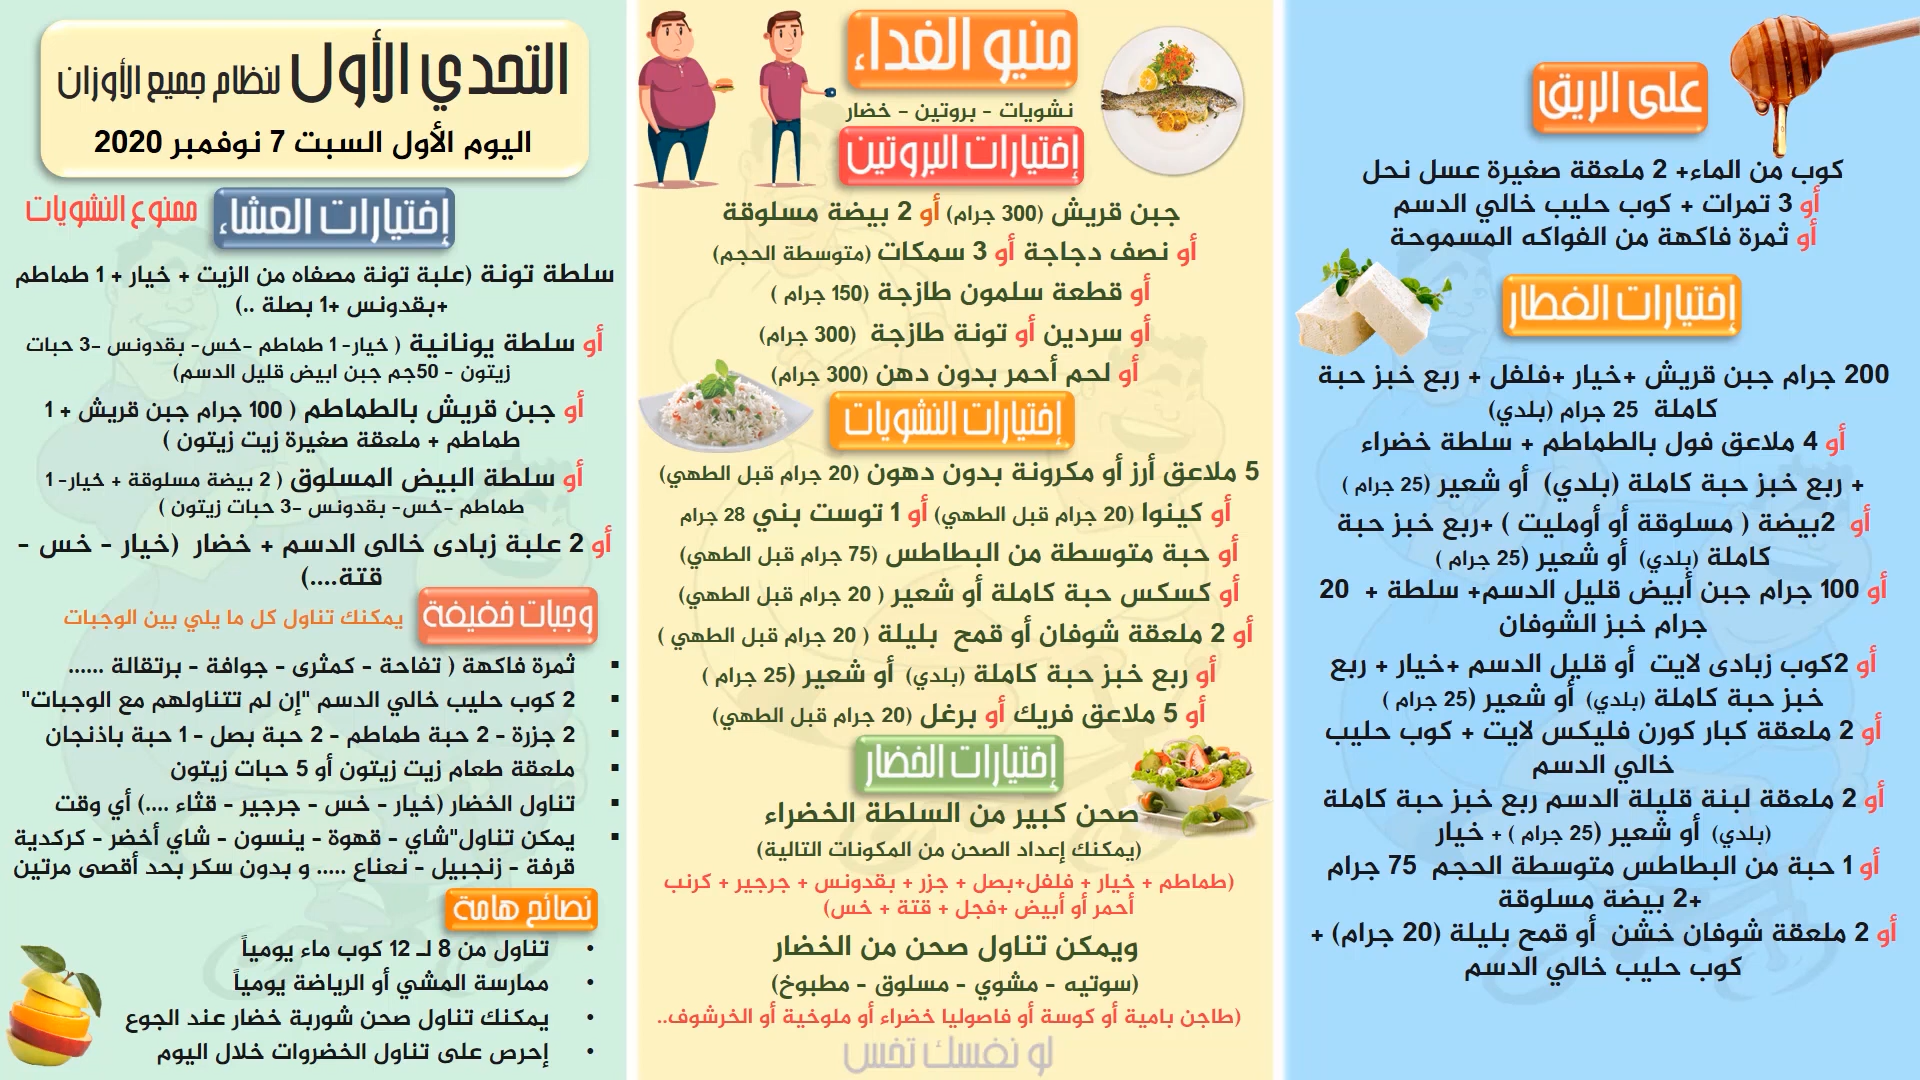 على الريق
كوب من الماء+ 2 ملعقة صغيرة عسل نحل
أو 3 تمرات + كوب حليب خالي الدسم
أو ثمرة فاكهة من الفواكه المسموحة
إختيارات الفطار
200 جرام جبن قريش +خيار +فلفل + ربع خبز حبة
كاملة 25 جرام (بلدي)
أو 4 ملاعق فول بالطماطم + سلطة خضراء
+ ربع خبز حبة كاملة (بلدي) أو شعير (25 جرام )
أو 2بيضة ( مسلوقة أو أومليت ) +ربع خبز حبة
كاملة (بلدي) أو شعير (25 جرام )
أو 100 جرام جبن أبيض قليل الدسم+ سلطة + 20
جرام خبز الشوفان
أو 2كوب زبادى لايت أو قليل الدسم +خيار + ربع
خبز حبة كاملة (بلدي) أو شعير (25 جرام )
أو 2 ملعقة كبار كورن فليكس لايت + كوب حليب
خالي الدسم
أو 2 ملعقة لبنة قليلة الدسم ربع خبز حبة كاملة
(بلدي) أو شعير (25 جرام ) + خيار
أو 1 حبة من البطاطس متوسطة الحجم 75 جرام
+2 بيضة مسلوقة
أو 2 ملعقة شوفان خشن أو قمح بليلة (20 جرام) +
كوب حليب خالي الدسم
منيو الغداء
نشويات - بروتين - خضار
إختيارات البروتين
جبن قريش (300 جرام) أو 2 بيضة مسلوقة
أو نصف دجاجة أو 3 سمكات (متوسطة الحجم)
أو قطعة سلمون طازجة (150 جرام )
أو سردين أو تونة طازجة (300 جرام)
أو لحم أحمر بدون دهن (300 جرام)
إختيارات النشويات
5 ملاعق أرز أو مكرونة بدون دهون (20 جرام قبل الطهي)
أو كينوا (20 جرام قبل الطهي) أو 1 توست بني 28 جرام
أو حبة متوسطة من البطاطس (75 جرام قبل الطهي)
أو كسكس حبة كاملة أو شعير ( 20 جرام قبل الطهي)
أو 2 ملعقة شوفان أو قمح بليلة ( 20 جرام قبل الطهي )
أو ربع خبز حبة كاملة (بلدي) أو شعير (25 جرام )
أو 5 ملاعق فريك أو برغل (20 جرام قبل الطهي)
إختيارات الخضار
صحن كبير من السلطة الخضراء
(يمكنك إعداد الصحن من المكونات التالية)
(طماطم + خيار + فلفل+بصل + جزر + بقدونس + جرجير + كرنب
أحمر أو أبيض +فجل + قتة + خس)
ويمكن تناول صحن من الخضار
(سوتيه - مشوي - مسلوق - مطبوخ)
(طاجن بامية أو كوسة أو فاصوليا خضراء أو ملوخية أو الخرشوف..
لو نفسك تخس
التحدي الأول لنظام جميع الأوزان
اليوم الأول السبت 7 نوفمبر 2020
إختيارات العشاء ممنوع النشويات
سلطة تونة (علبة تونة مصفاه من الزيت + خيار + 1 طماطم
+بقدونس +1 بصلة ..)
أو سلطة يونانية ( خيار- 1 طماطم -خس- بقدونس -3 حبات
زيتون - 50جم جبن ابيض قليل الدسم)
أو جبن قريش بالطماطم ( 100 جرام جبن قريش + 1
طماطم + ملعقة صغيرة زيت زيتون )
أو سلطة البيض المسلوق ( 2 بيضة مسلوقة + خيار- 1
طماطم -خس- بقدونس -3 حبات زيتون )
أو 2 علبة زبادى خالى الدسم + خضار (خيار - خس -
قتة....)
وجبات خفيفة يمكنك تناول كل ما يلي بين الوجبات
▪ ثمرة فاكهة ( تفاحة - كمثرى - جوافة - برتقالة ......
▪ 2 كوب حليب خالي الدسم "إن لم تتناولهم مع الوجبات"
▪ 2 جزرة - 2 حبة طماطم - 2 حبة بصل - 1 حبة باذنجان
▪ ملعقة طعام زيت زيتون أو 5 حبات زيتون
▪ تناول الخضار (خيار - خس - جرجير - قثاء ....) أي وقت
▪ يمكن تناول"شاي - قهوة - ينسون - شاي أخضر - كركدية
قرفة - زنجبيل - نعناع ..... و بدون سكر بحد أقصى مرتين
نصائح هامة
• تناول من 8 لـ 12 كوب ماء يومياً
• ممارسة المشي أو الرياضة يومياً
• يمكنك تناول صحن شوربة خضار عند الجوع
• إحرص على تناول الخضروات خلال اليوم